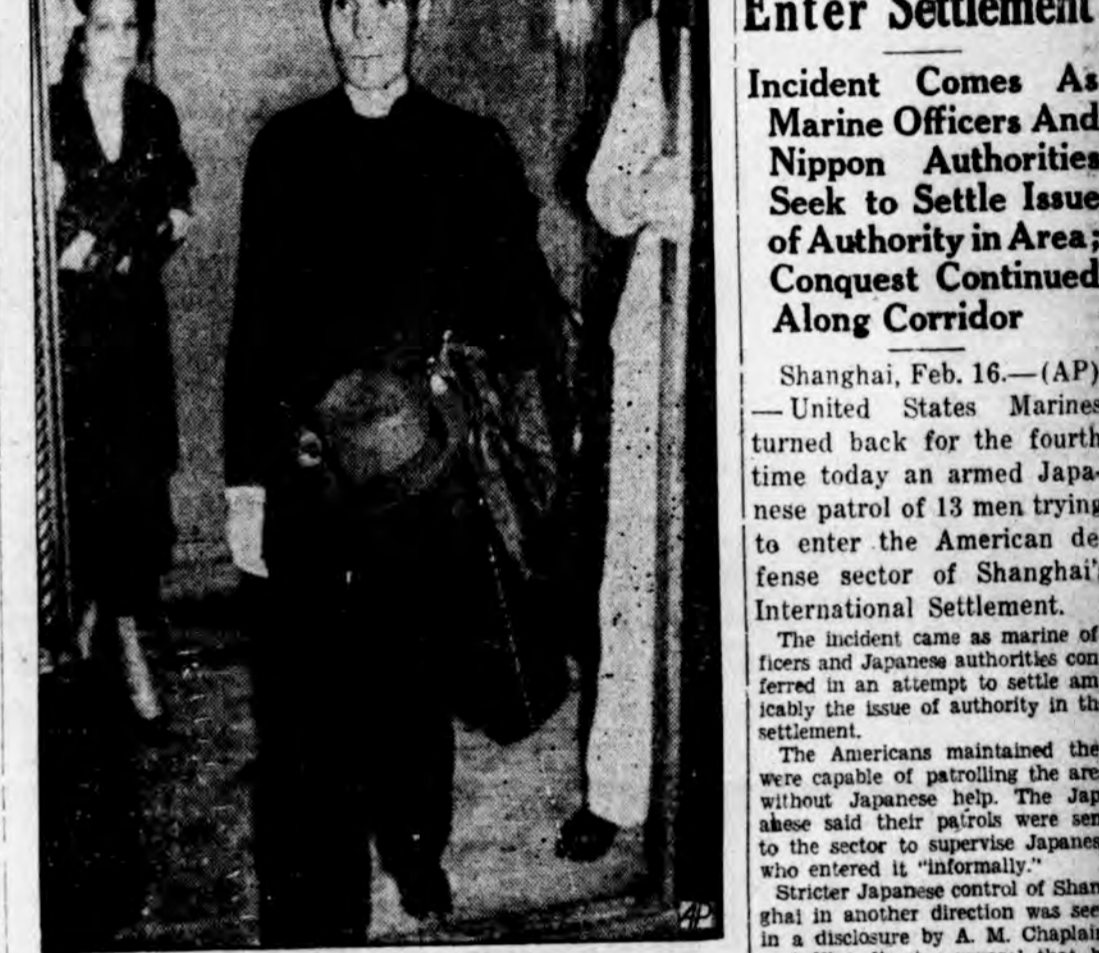 Enter Settlement
Incident Comes As
Marine Officers And
Nippon Authorities
Seek to Settle Issue
of Authority in Area;
Conquest Continued
Along Corridor
Shanghai, Feb. 16.—(AP)
—United States Marines
turned back for the fourth
time today an armed Japa-
nese patrol of 13 men trying
to enter the American de
fense sector of Shanghai's
International Settlement.
The incident came as marine of
ficers and Japanese authorities con
ferred in an attempt to settle am
icably the issue of authority in th
settlement.
The Americans maintained the
were capable of patrolling the are
without Japanese help. The Jap
anese said their patrols were sen
to the sector to supervise Japanes
who entered it "informally."
Stricter Japanese control of Shan
ghai in another direction was see
in a disclosure by A. M. Chaplai
AP